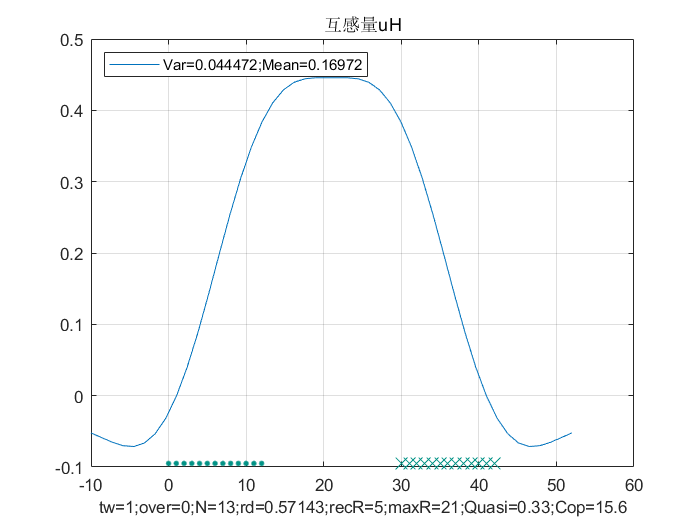 互感量uH
0.5
Var=0.044472;Mean=0.16972
0.4
0.3
0.2
0.1
0
-0.1
-10 0 10 20 30 40 50 60
tw=1;over=0;N=13;rd=0.57143;recR=5;maxR=21;Quasi=0.33;Cop=15.6